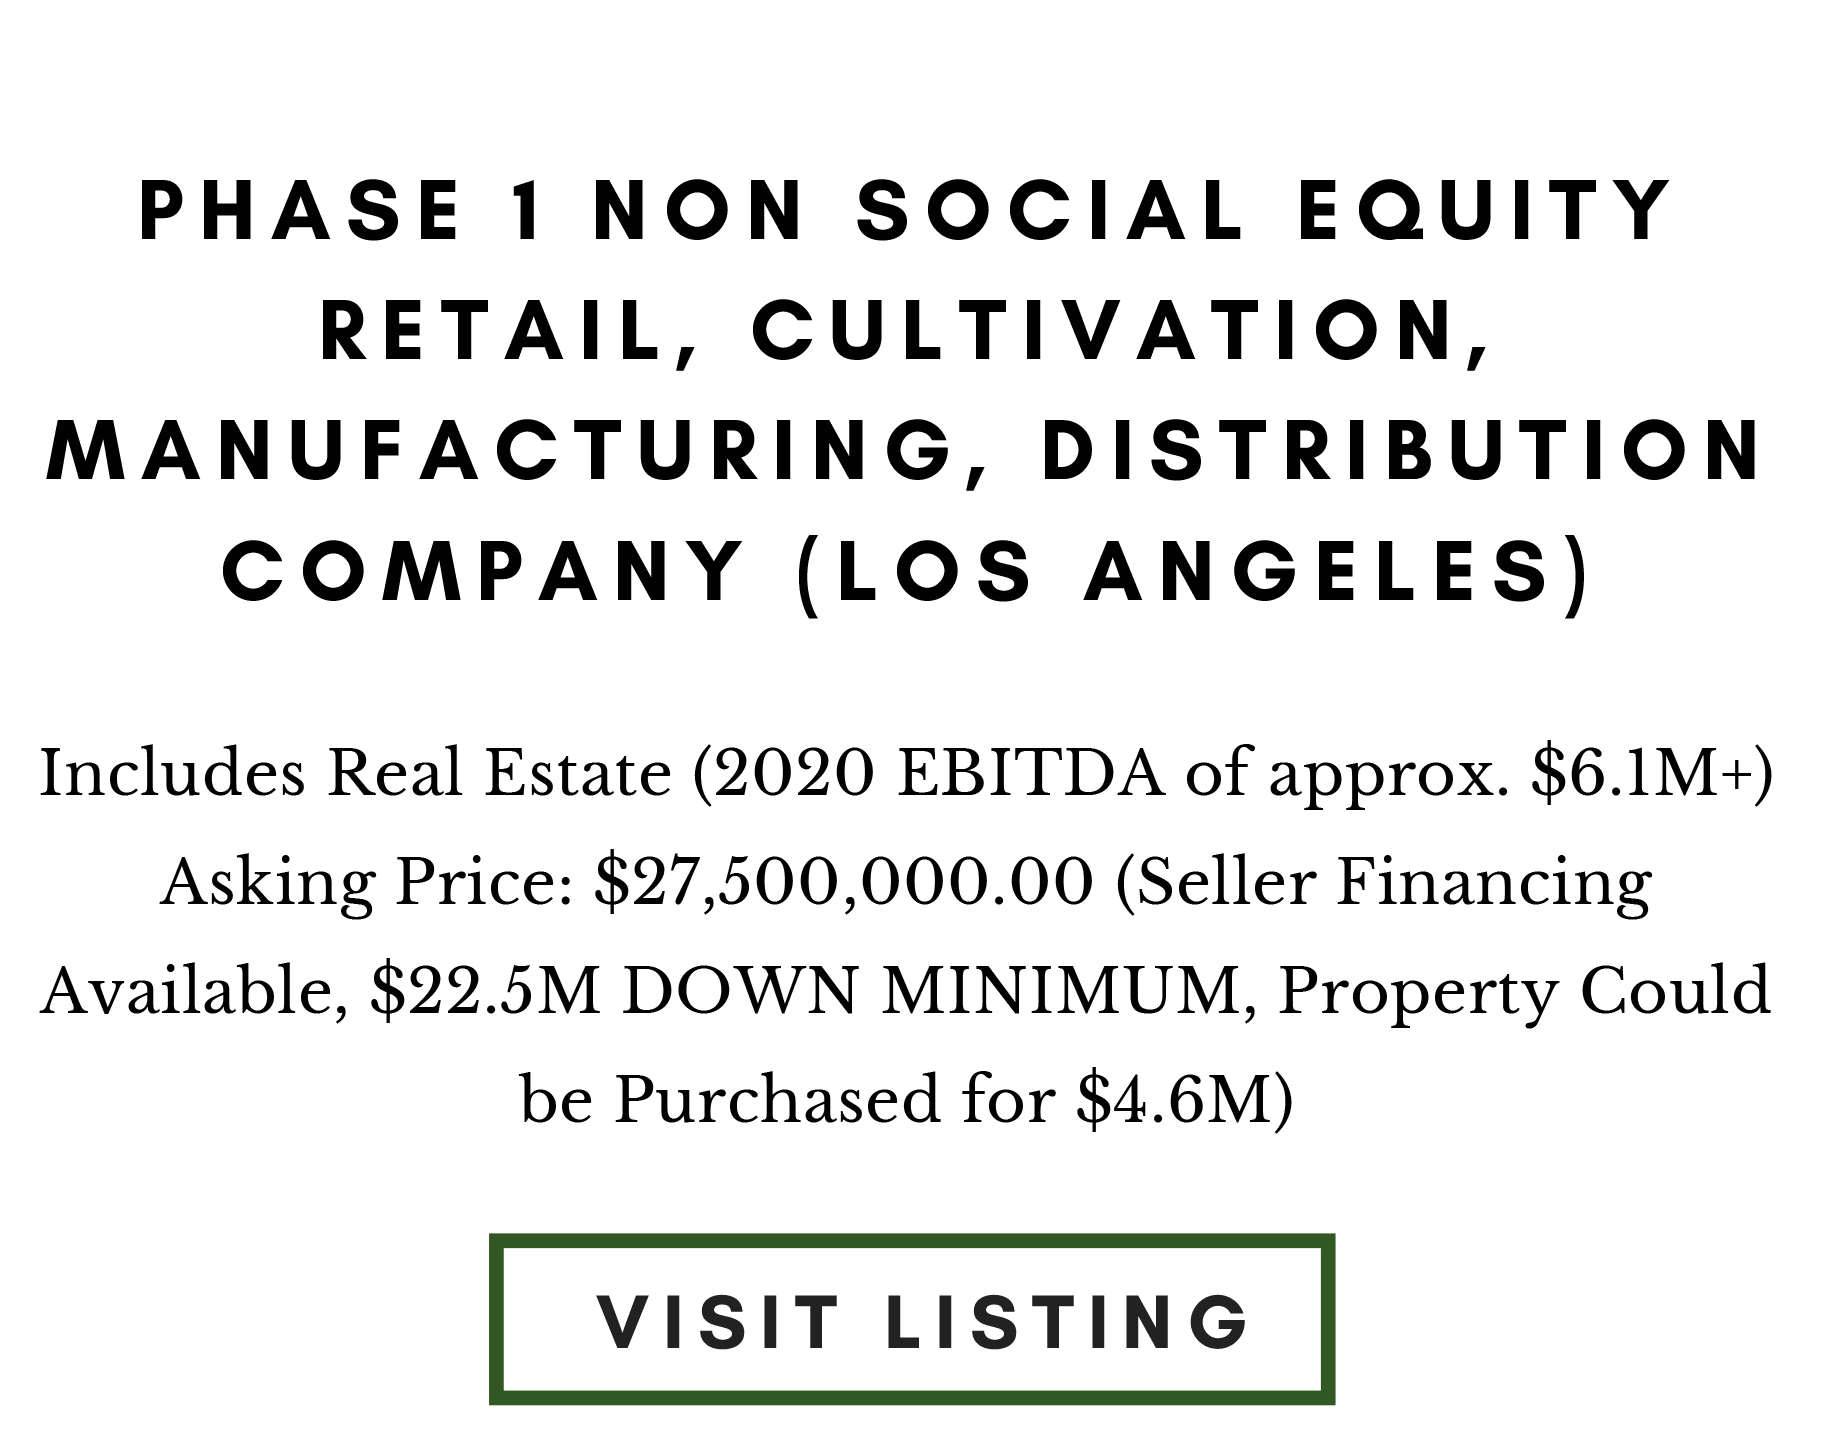 PHASE 1 NON SOCIAL EQUITY
RETAIL, CULTIVATION,
MANUFACTURING, DISTRIBUTION
COMPANY (LOS ANGELES)
Includes Real Estate (2020 EBITDA of approx. $6.1M+)
Asking Price: $27,500,000.00 (Seller Financing
Available, $22.5M DOWN MINIMUM, Property Could
be Purchased for $4.6M)
VISIT LISTING